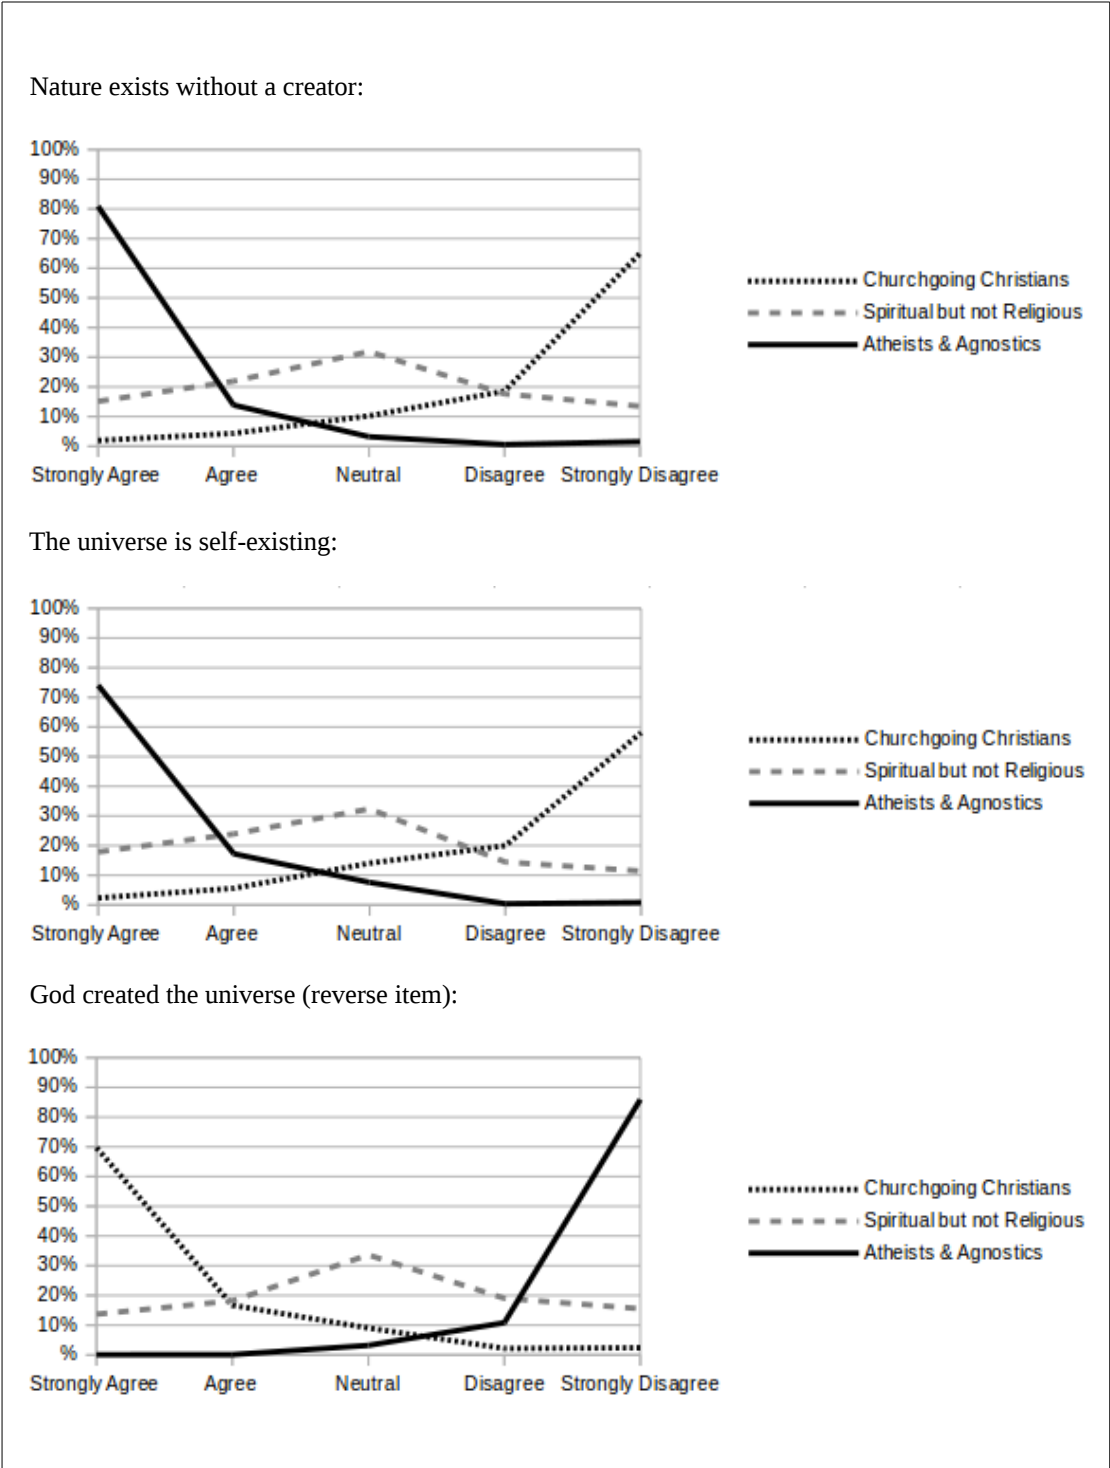 Nature exists without a creator:
100%
90%
80%
70%
60%
50%
40%
30%
20%
10%
%
Strongly Agree Agree Neutral Disagree Strongly Disagree
Churchgoing Christians
Spiritual but not Religious
Atheists & Agnostics
The universe is self-existing:
100%
90%
80%
70%
60%
50%
40%
30%
20%
10%
%
Strongly Agree Agree Neutral Disagree Strongly Disagree
Churchgoing Christians
Spiritual but not Religious
Atheists & Agnostics
God created the universe (reverse item):
100%
90%
80%
70%
60%
50%
40%
30%
20%
10%
%
Strongly Agree Agree Neutral Disagree Strongly Disagree
Churchgoing Christians
Spiritual but not Religious
Atheists & Agnostics